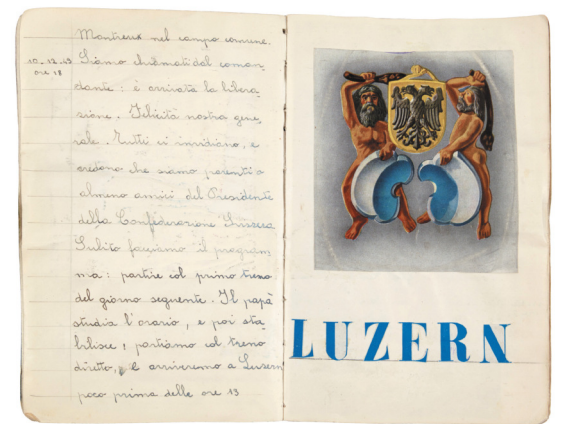 Montreux nel campo comune.
10.12.43 Siamo chiamati dal coman=
ore 18 dante: è arrivata la libera=
zione. Felicità nostra gene,
rale. Tutti ci invidiano, e
credono che siamo parenti o
almeno amici del Presidente
della Confederazione Svizzera
Subito facciamo il program,
ma: partire col primo treno
del giorno seguente. Il papà
studia l'orario, e poi sta,
bilisce, partiamo col treno
diretto, e arriveremo a Luzern
poco prima delle ore 13
LUZERN